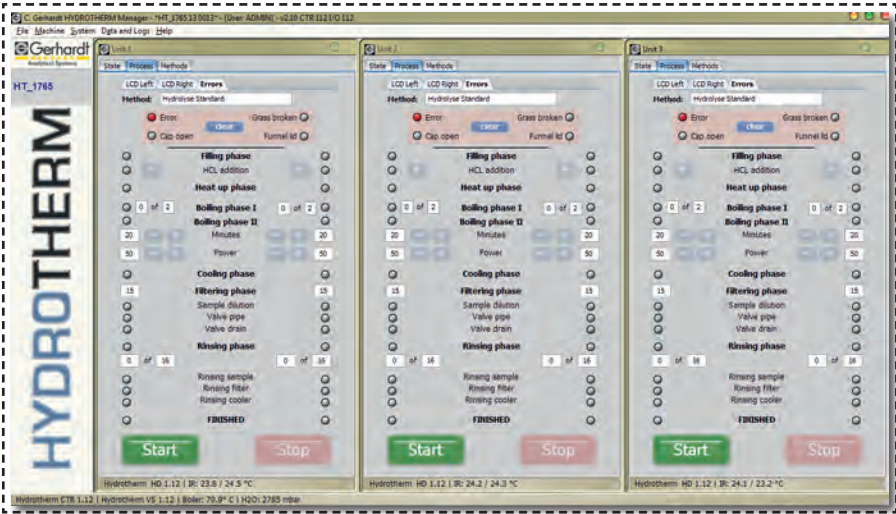 C. Gerhardt HYDROTHERM Manager - "HT_1765 13 0013" - (User: ADMIN) - v2.10 CTR 112 I/O 112
File Machine System Data and Logs Help
Gerhardt
Analytical Systems
HT_1765
HYDROTHERM
Unit 1
State Process Methods
LCD Left LCD Right Errors
Method: Hydrolyse Standard
Error Grass broken
clear
Cap open Funnel lid
Filling phase
HCL addition
Heat up phase
0 of 2 Boiling phase I 0 of 2
Boiling phase II
20 Minutes 20
50 Power 50
Cooling phase
15 Filtering phase 15
Sample dilution
Valve pipe
Valve drain
Rinsing phase
0 of 16 0 of 16
Rinsing sample
Rinsing filter
Rinsing cooler
FINISHED
Start Stop
Hydrotherm HD 1.12 | IR: 23.8 / 24.5 °C
Unit 2
State Process Methods
LCD Left LCD Right Errors
Method: Hydrolyse Standard
Error Grass broken
clear
Cap open Funnel lid
Filling phase
HCL addition
Heat up phase
0 of 2 Boiling phase I 0 of 2
Boiling phase II
20 Minutes 20
50 Power 50
Cooling phase
15 Filtering phase 15
Sample dilution
Valve pipe
Valve drain
Rinsing phase
0 of 16 0 of 16
Rinsing sample
Rinsing filter
Rinsing cooler
FINISHED
Start Stop
Hydrotherm HD 1.12 | IR: 24.2 / 24.3 °C
Unit 3
State Process Methods
LCD Left LCD Right Errors
Method: Hydrolyse Standard
Error Grass broken
clear
Cap open Funnel lid
Filling phase
HCL addition
Heat up phase
0 of 2 Boiling phase I 0 of 2
Boiling phase II
20 Minutes 20
50 Power 50
Cooling phase
15 Filtering phase 15
Sample dilution
Valve pipe
Valve drain
Rinsing phase
0 of 16 0 of 16
Rinsing sample
Rinsing filter
Rinsing cooler
FINISHED
Start Stop
Hydrotherm HD 1.12 | IR: 24.1 / 23.2 °C
Hydrotherm CTR 1.12 | Hydrotherm VS 1.12 | Boiler: 70.9° C | H2O: 2785 mbar